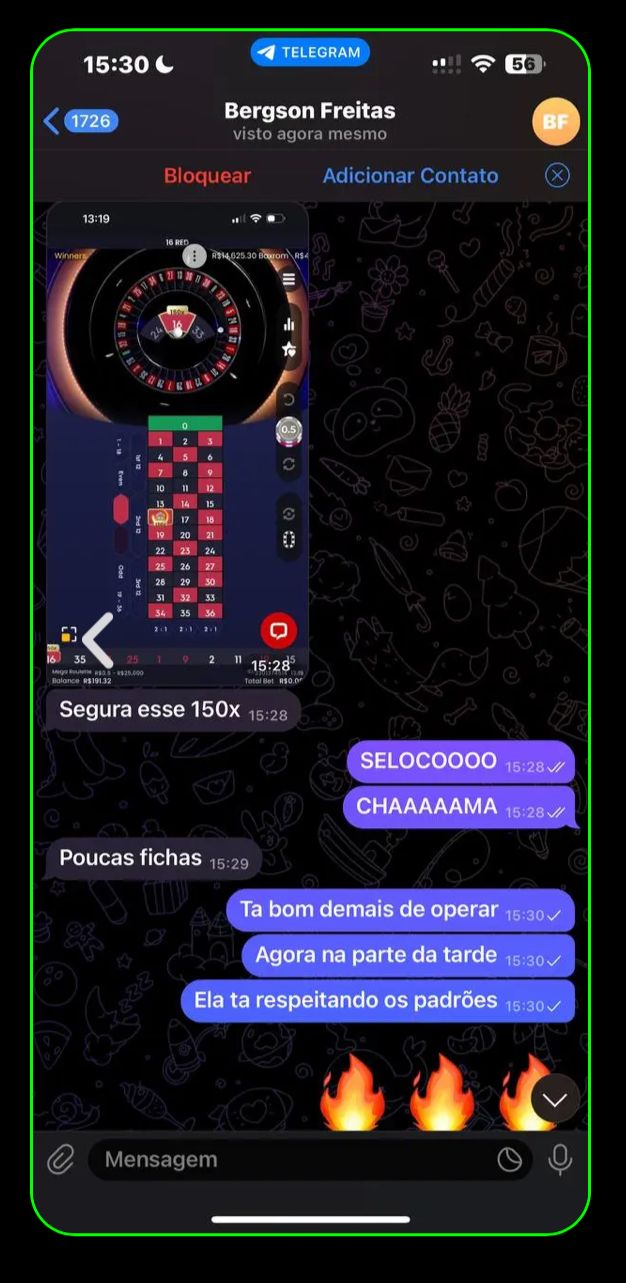 15:30
TELEGRAM
56
1726
Bergson Freitas
visto agora mesmo
BF
Bloquear
Adicionar Contato
13:19
16 RED
Winners
R$14,625.30 Baxrom R$4
150x
24 16 33
0.5
0
1 2 3
4 5 6
7 8 9
10 11 12
13 14 15
17 18
19 20 21
22 23 24
25 26 27
28 29 30
31 32 33
34 35 36
2:1 2:1 2:1
1 - 18
Even
Odd
19 - 36
1st 12
2nd 12
3rd 12
16 35 25 1 9 2 11 15
Mega Roulette R$0.5 - R$25,000
Balance R$191.32
Total Bet R$0.0
15:28
Segura esse 150x 15:28
SELOCOOOO 15:28
CHAAAAAMA 15:28
Poucas fichas 15:29
Ta bom demais de operar 15:30
Agora na parte da tarde 15:30
Ela ta respeitando os padrões 15:30
Mensagem